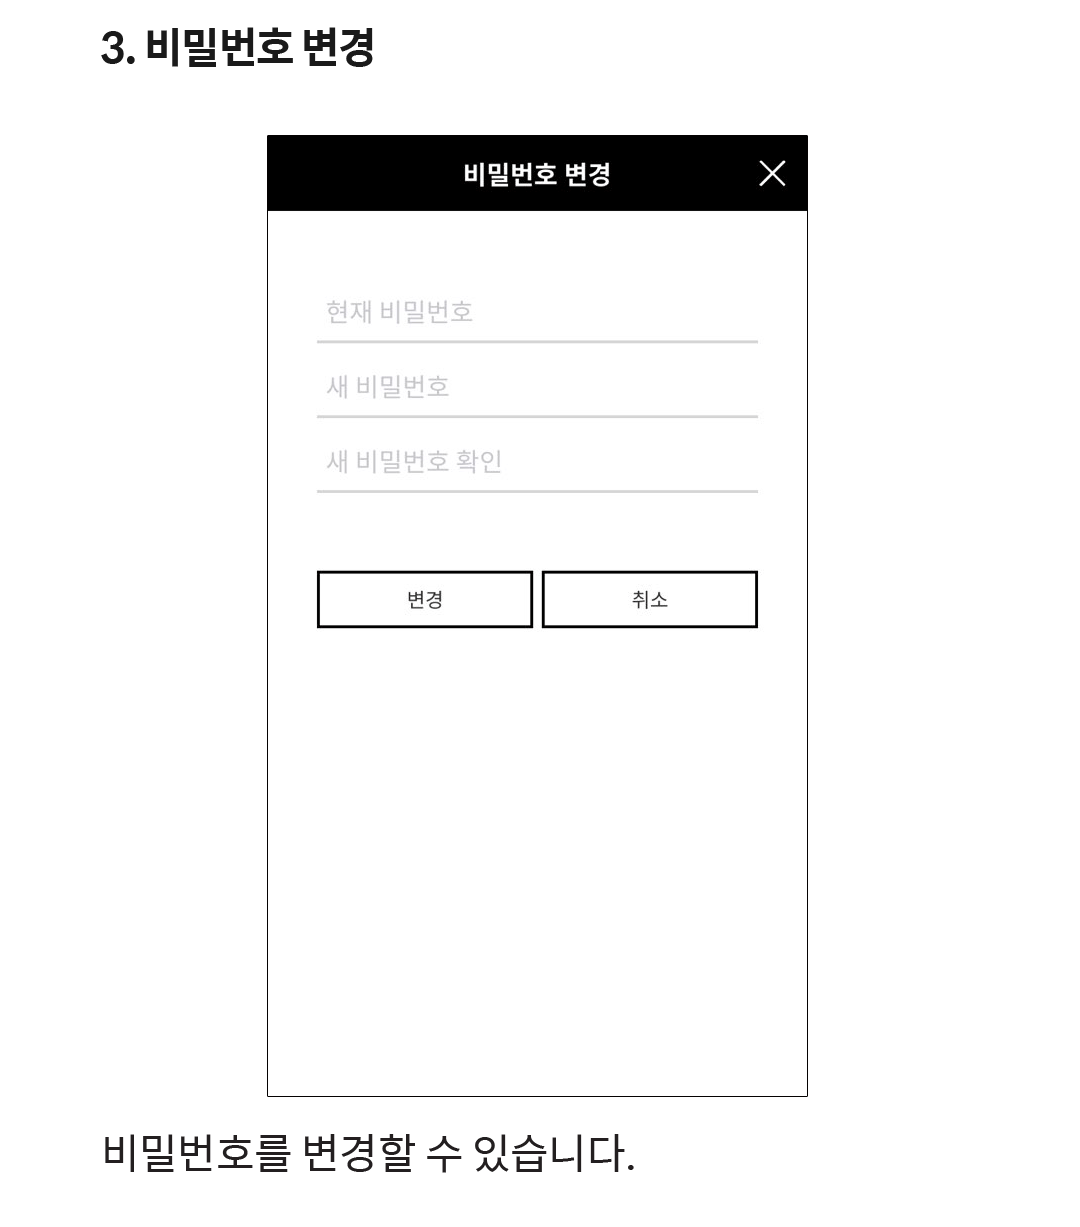 3. 비밀번호 변경
비밀번호 변경
현재 비밀번호
새 비밀번호
새 비밀번호 확인
변경 취소
비밀번호를 변경할 수 있습니다.